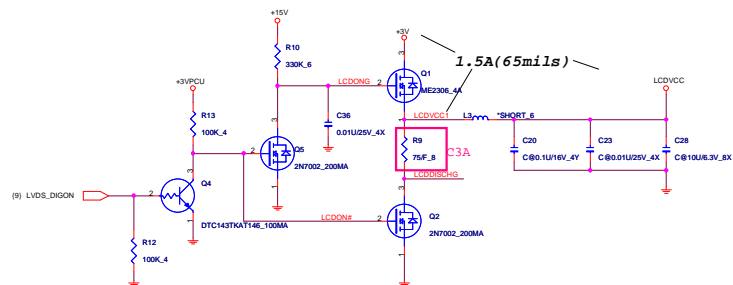 +15V
+3V
1.5A(65mils)
R10
330K_6
3
LCDONG
2
Q1
ME2306_4A
+3VPCU
LCDVCC
R13
100K_4
C36
0.01U/25V_4X
1
LCDVCC1
L3
*SHORT_6
3
2
Q5
2N7002_200MA
1
R9
75/F_8
C3A
C20
C@0.1U/16V_4Y
C23
C@0.01U/25V_4X
C28
C@10U/6.3V_8X
3
LCDDISCHG
(9) LVDS_DIGON
2
3
Q4
1
DTC143TKAT146_100MA
LCDON#
2
Q2
2N7002_200MA
1
R12
100K_4